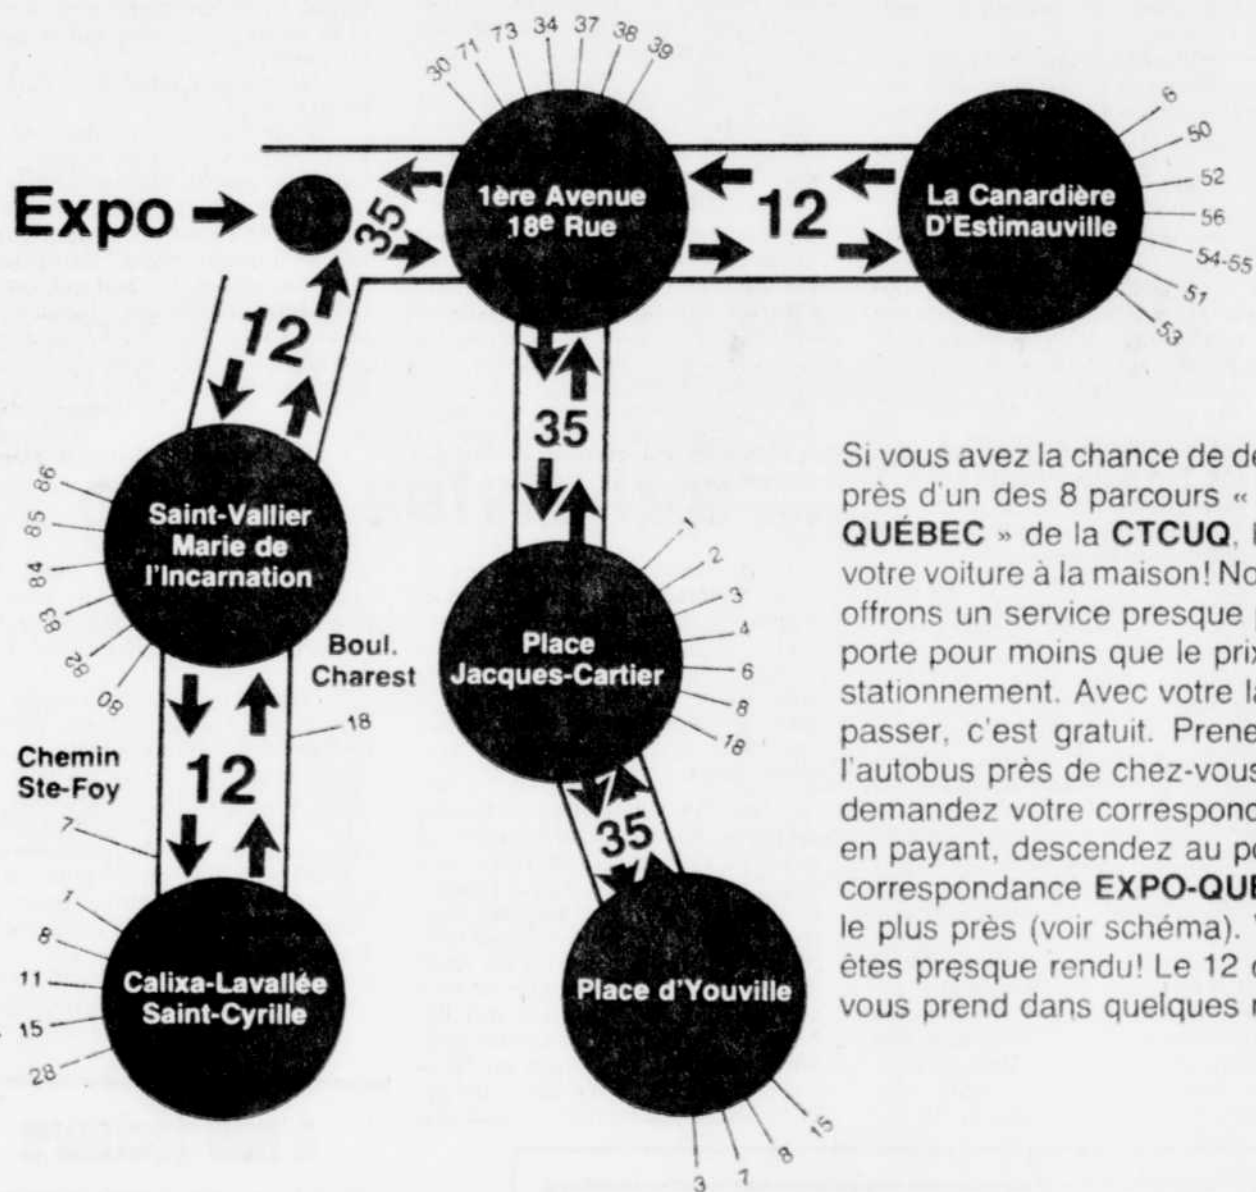 30
71
73
34
37
38
39
Expo
35
1ère Avenue
18e Rue
12
La Canardière
D'Estimauville
6
50
52
56
54-55
51
53
12
35
86
85
84
83
82
80
Saint-Vallier
Marie de
l'Incarnation
Boul.
Charest
18
Place
Jacques-Cartier
1
2
3
4
6
8
18
Chemin
Ste-Foy
12
35
7
1
8
11
15
28
Calixa-Lavallée
Saint-Cyrille
Place d'Youville
3
7
8
15
Si vous avez la chance de
près d'un des 8 parcours «
QUÉBEC » de la CTCUQ,
votre voiture à la maison!
offrons un service presque
porte pour moins que le prix
stationnement. Avec votre
passer, c'est gratuit.
l'autobus près de chez-vous
demandez votre
en payant, descendez au
correspondance
le plus près (voir schéma).
êtes presque rendu! Le 12
vous prend dans quelques